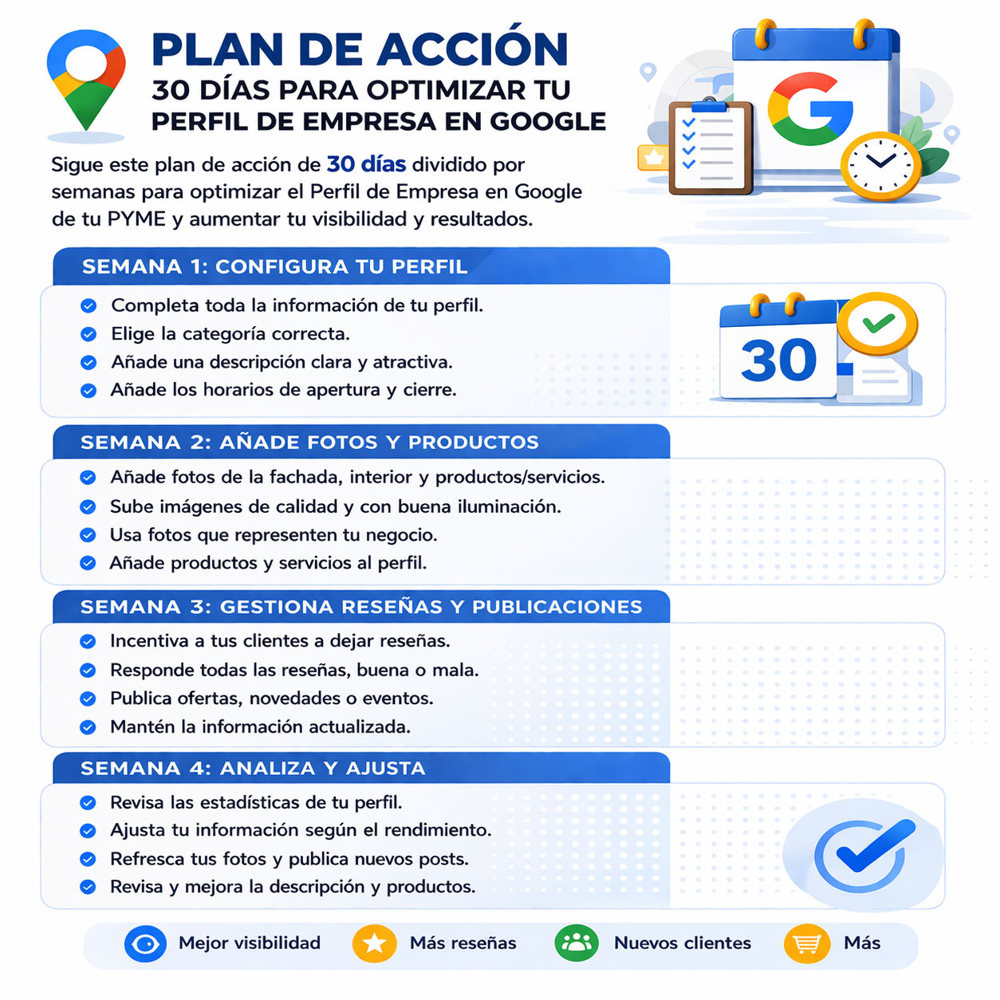 PLAN DE ACCIÓN
30 DÍAS PARA OPTIMIZAR TU
PERFIL DE EMPRESA EN GOOGLE
Sigue este plan de acción de 30 días dividido por
semanas para optimizar el Perfil de Empresa en Google
de tu PYME y aumentar tu visibilidad y resultados.
G
SEMANA 1: CONFIGURA TU PERFIL
Completa toda la información de tu perfil.
Elige la categoría correcta.
Añade una descripción clara y atractiva.
Añade los horarios de apertura y cierre.
30
SEMANA 2: AÑADE FOTOS Y PRODUCTOS
Añade fotos de la fachada, interior y productos/servicios.
Sube imágenes de calidad y con buena iluminación.
Usa fotos que representen tu negocio.
Añade productos y servicios al perfil.
SEMANA 3: GESTIONA RESEÑAS Y PUBLICACIONES
Incentiva a tus clientes a dejar reseñas.
Responde todas las reseñas, buena o mala.
Publica ofertas, novedades o eventos.
Mantén la información actualizada.
SEMANA 4: ANALIZA Y AJUSTA
Revisa las estadísticas de tu perfil.
Ajusta tu información según el rendimiento.
Refresca tus fotos y publica nuevos posts.
Revisa y mejora la descripción y productos.
Mejor visibilidad
Más reseñas
Nuevos clientes
Más